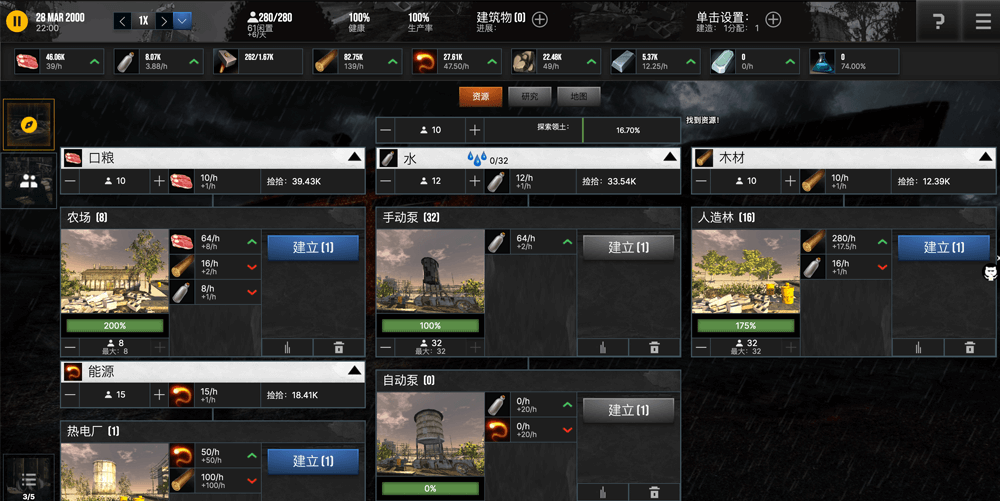 28 MAR 2000
22:00
1X
280/280
61闲置
+6/天
100%
健康
100%
生产率
建筑物(0)
进展:
单击设置:
建造: 1分配: 1
?
46.06K
39/h
8.07K
3.88/h
262/1.67K
82.75K
139/h
27.61K
47.50/h
22.48K
49/h
5.37K
12.25/h
0
0/h
0
74.00%
资源
研究
地图
10
探索领土:
16.70%
找到资源!
口粮
10
10/h
+1/h
捡拾: 39.43K
水
0/32
12
12/h
+1/h
捡拾: 33.54K
木材
10
10/h
+1/h
捡拾: 12.39K
农场 (8)
64/h
+8/h
16/h
+2/h
8/h
+1/h
建立(1)
200%
8
最大: 8
手动泵 (32)
64/h
+2/h
建立(1)
100%
32
最大: 32
人造林 (16)
280/h
+17.5/h
16/h
+1/h
建立(1)
175%
32
最大: 32
能源
15
15/h
+1/h
捡拾: 18.41K
热电厂 (1)
50/h
+50/h
100/h
+100/h
建立(1)
自动泵 (0)
0/h
+20/h
0/h
+20/h
建立(1)
0%
3/5